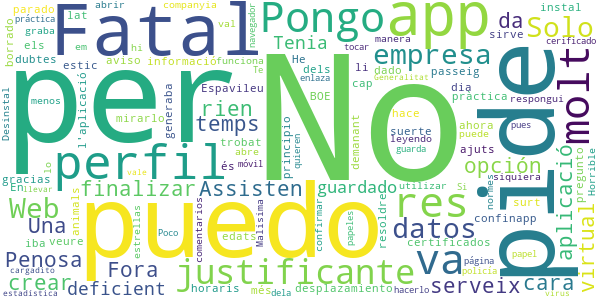 parado abrir companyia Fatal Pongo app Solo da instal
práctica lat em val navegador
graba els hi
borrado dubtes estic aviso informació funciona Tenia He dels li empresa passeig sirve tocar manera cerificado
Desinstal l'aplicació generaba Te enlaza cap dado Generalitat dia molt
per No pide
menos mirarlo Espavileu rien BOE pràctica respongui
temps trobat principio demanant hace ahora puede pues
perfil és móvil abre suerte leyendo ajuts guarda aplicació
gracias lo quieren opción siquiera
En llevar finalizar Assisten guardado utilizar Si normes pregunto Horrible
Web animals vale puedo confirmar res virtual
Una estrellas Poco comentarios Malísima edats papeles resoldre datos confinapp surt
iba veure certificados papel
Penosa Fora justificante va página cara
crear deficient serveix policía
cargadito horaris més dela desplazamiento hacerlo
estadística virus